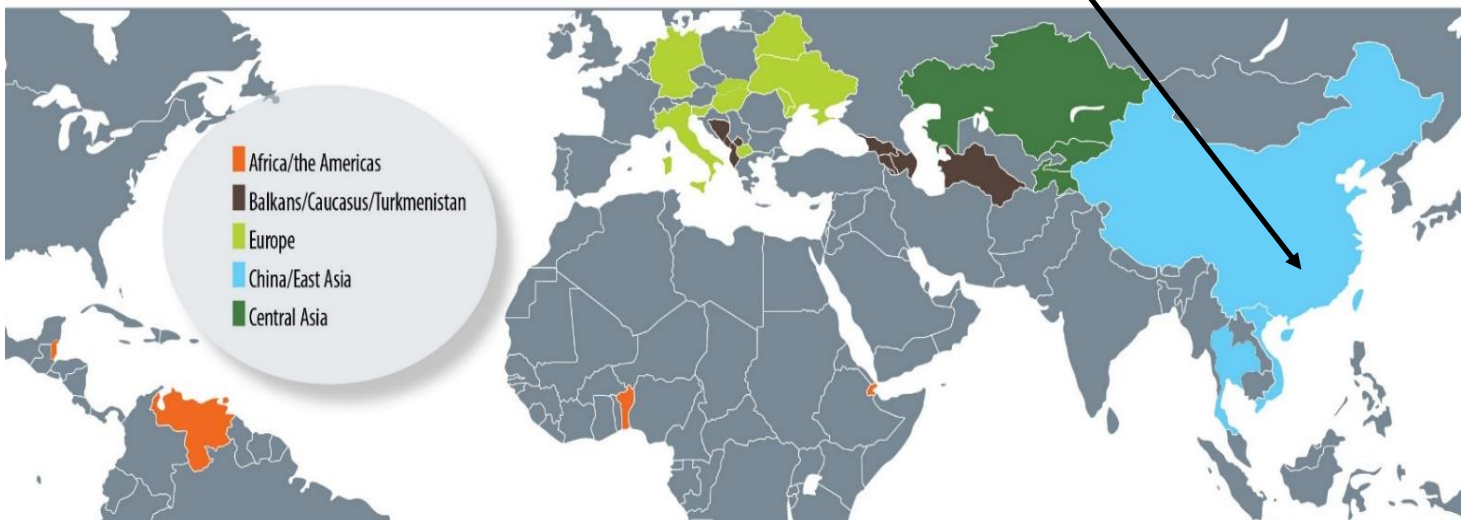 Africa/the Americas
Balkans/Caucasus/Turkmenistan
Europe
China/East Asia
Central Asia